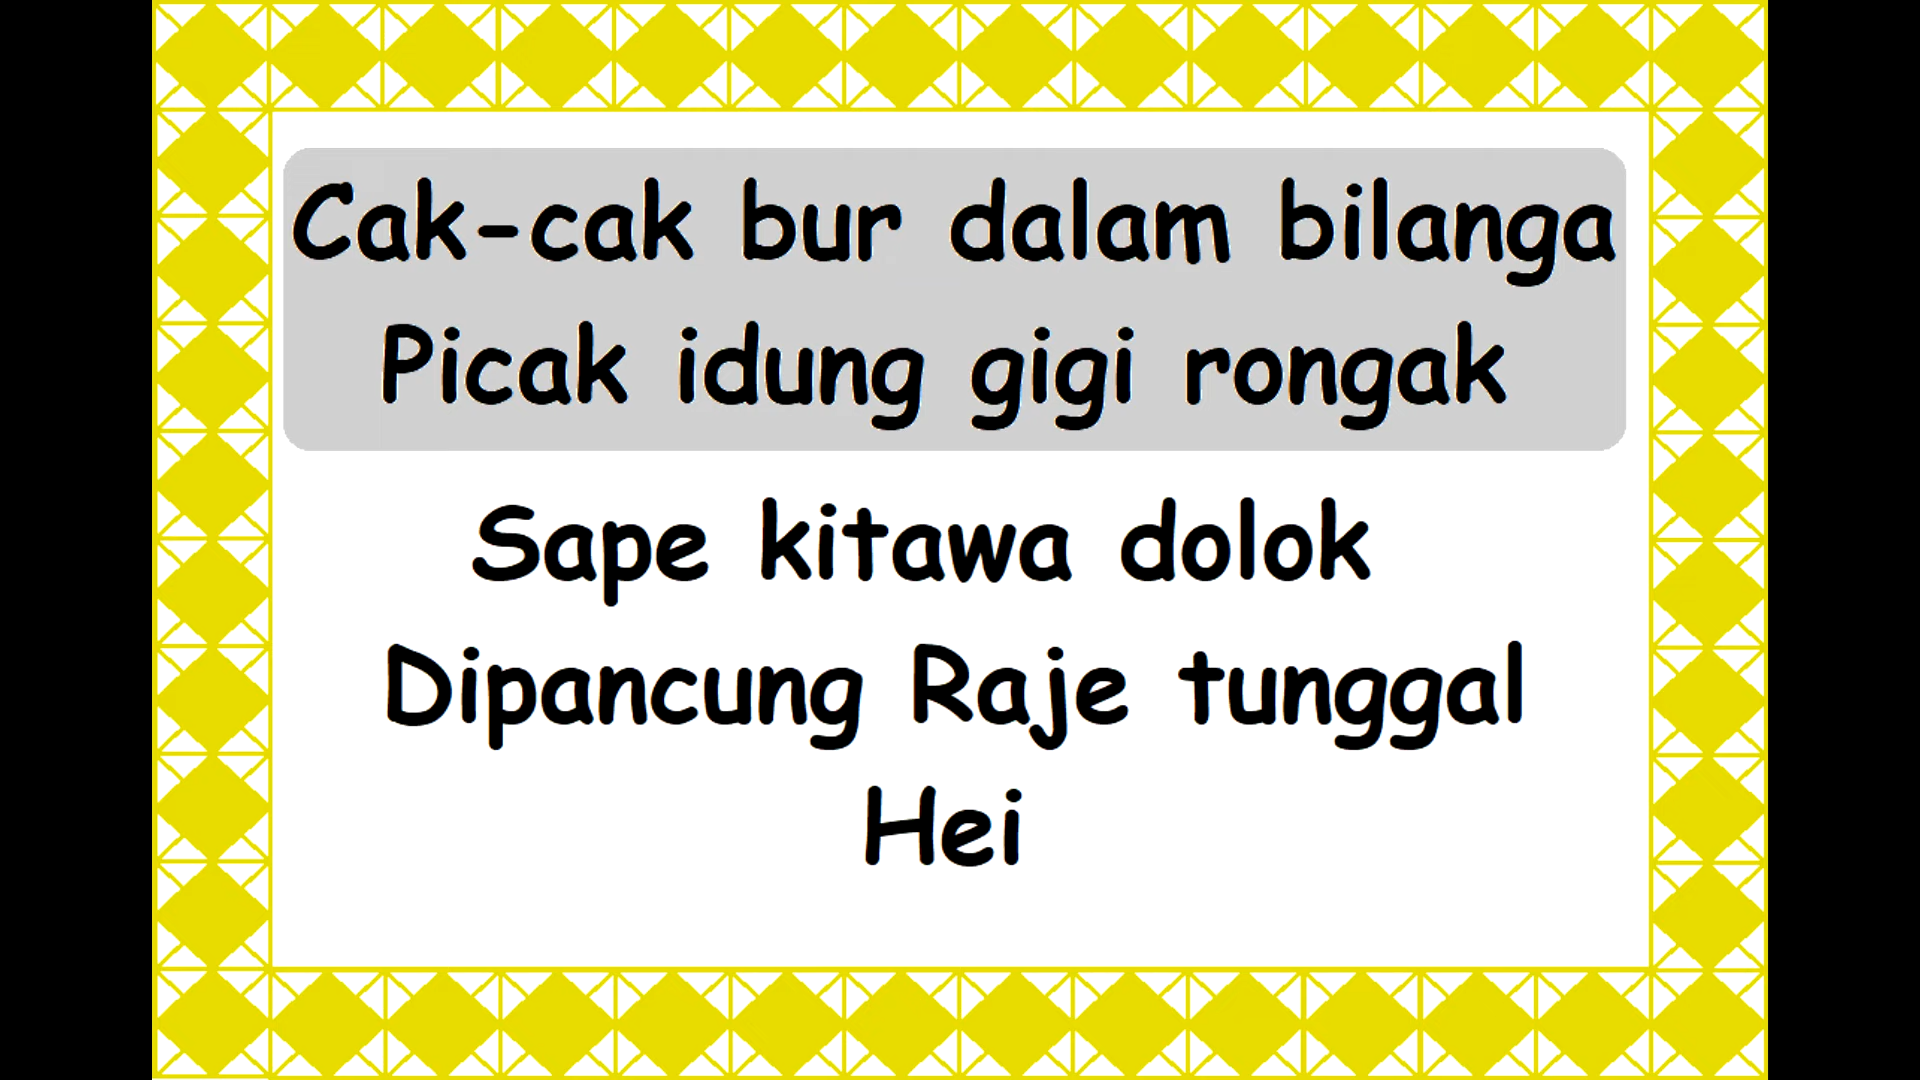 Cak-cak bur dalam bilanga
Picak idung gigi rongak
Sape kitawa dolok
Dipancung Raje tunggal
Hei